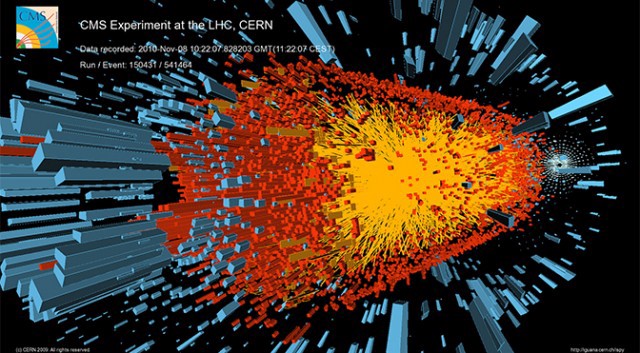 CMS
CMS Experiment at the LHC, CERN
Data recorded: 2010-Nov-08 10:22:07.828203 GMT(11:22:07 CEST)
Run / Event: 150431 / 541464
(c) CERN 2009. All rights reserved.
http://iguana.cern.ch/ispy